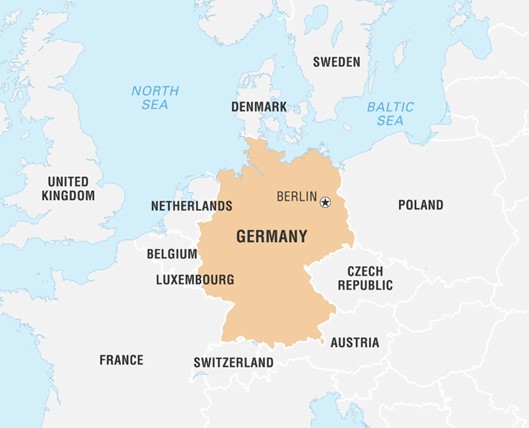 SWEDEN
NORTH
SEA
DENMARK
BALTIC
SEA
UNITED
KINGDOM
BERLIN
NETHERLANDS
POLAND
GERMANY
BELGIUM
CZECH
REPUBLIC
LUXEMBOURG
AUSTRIA
FRANCE
SWITZERLAND